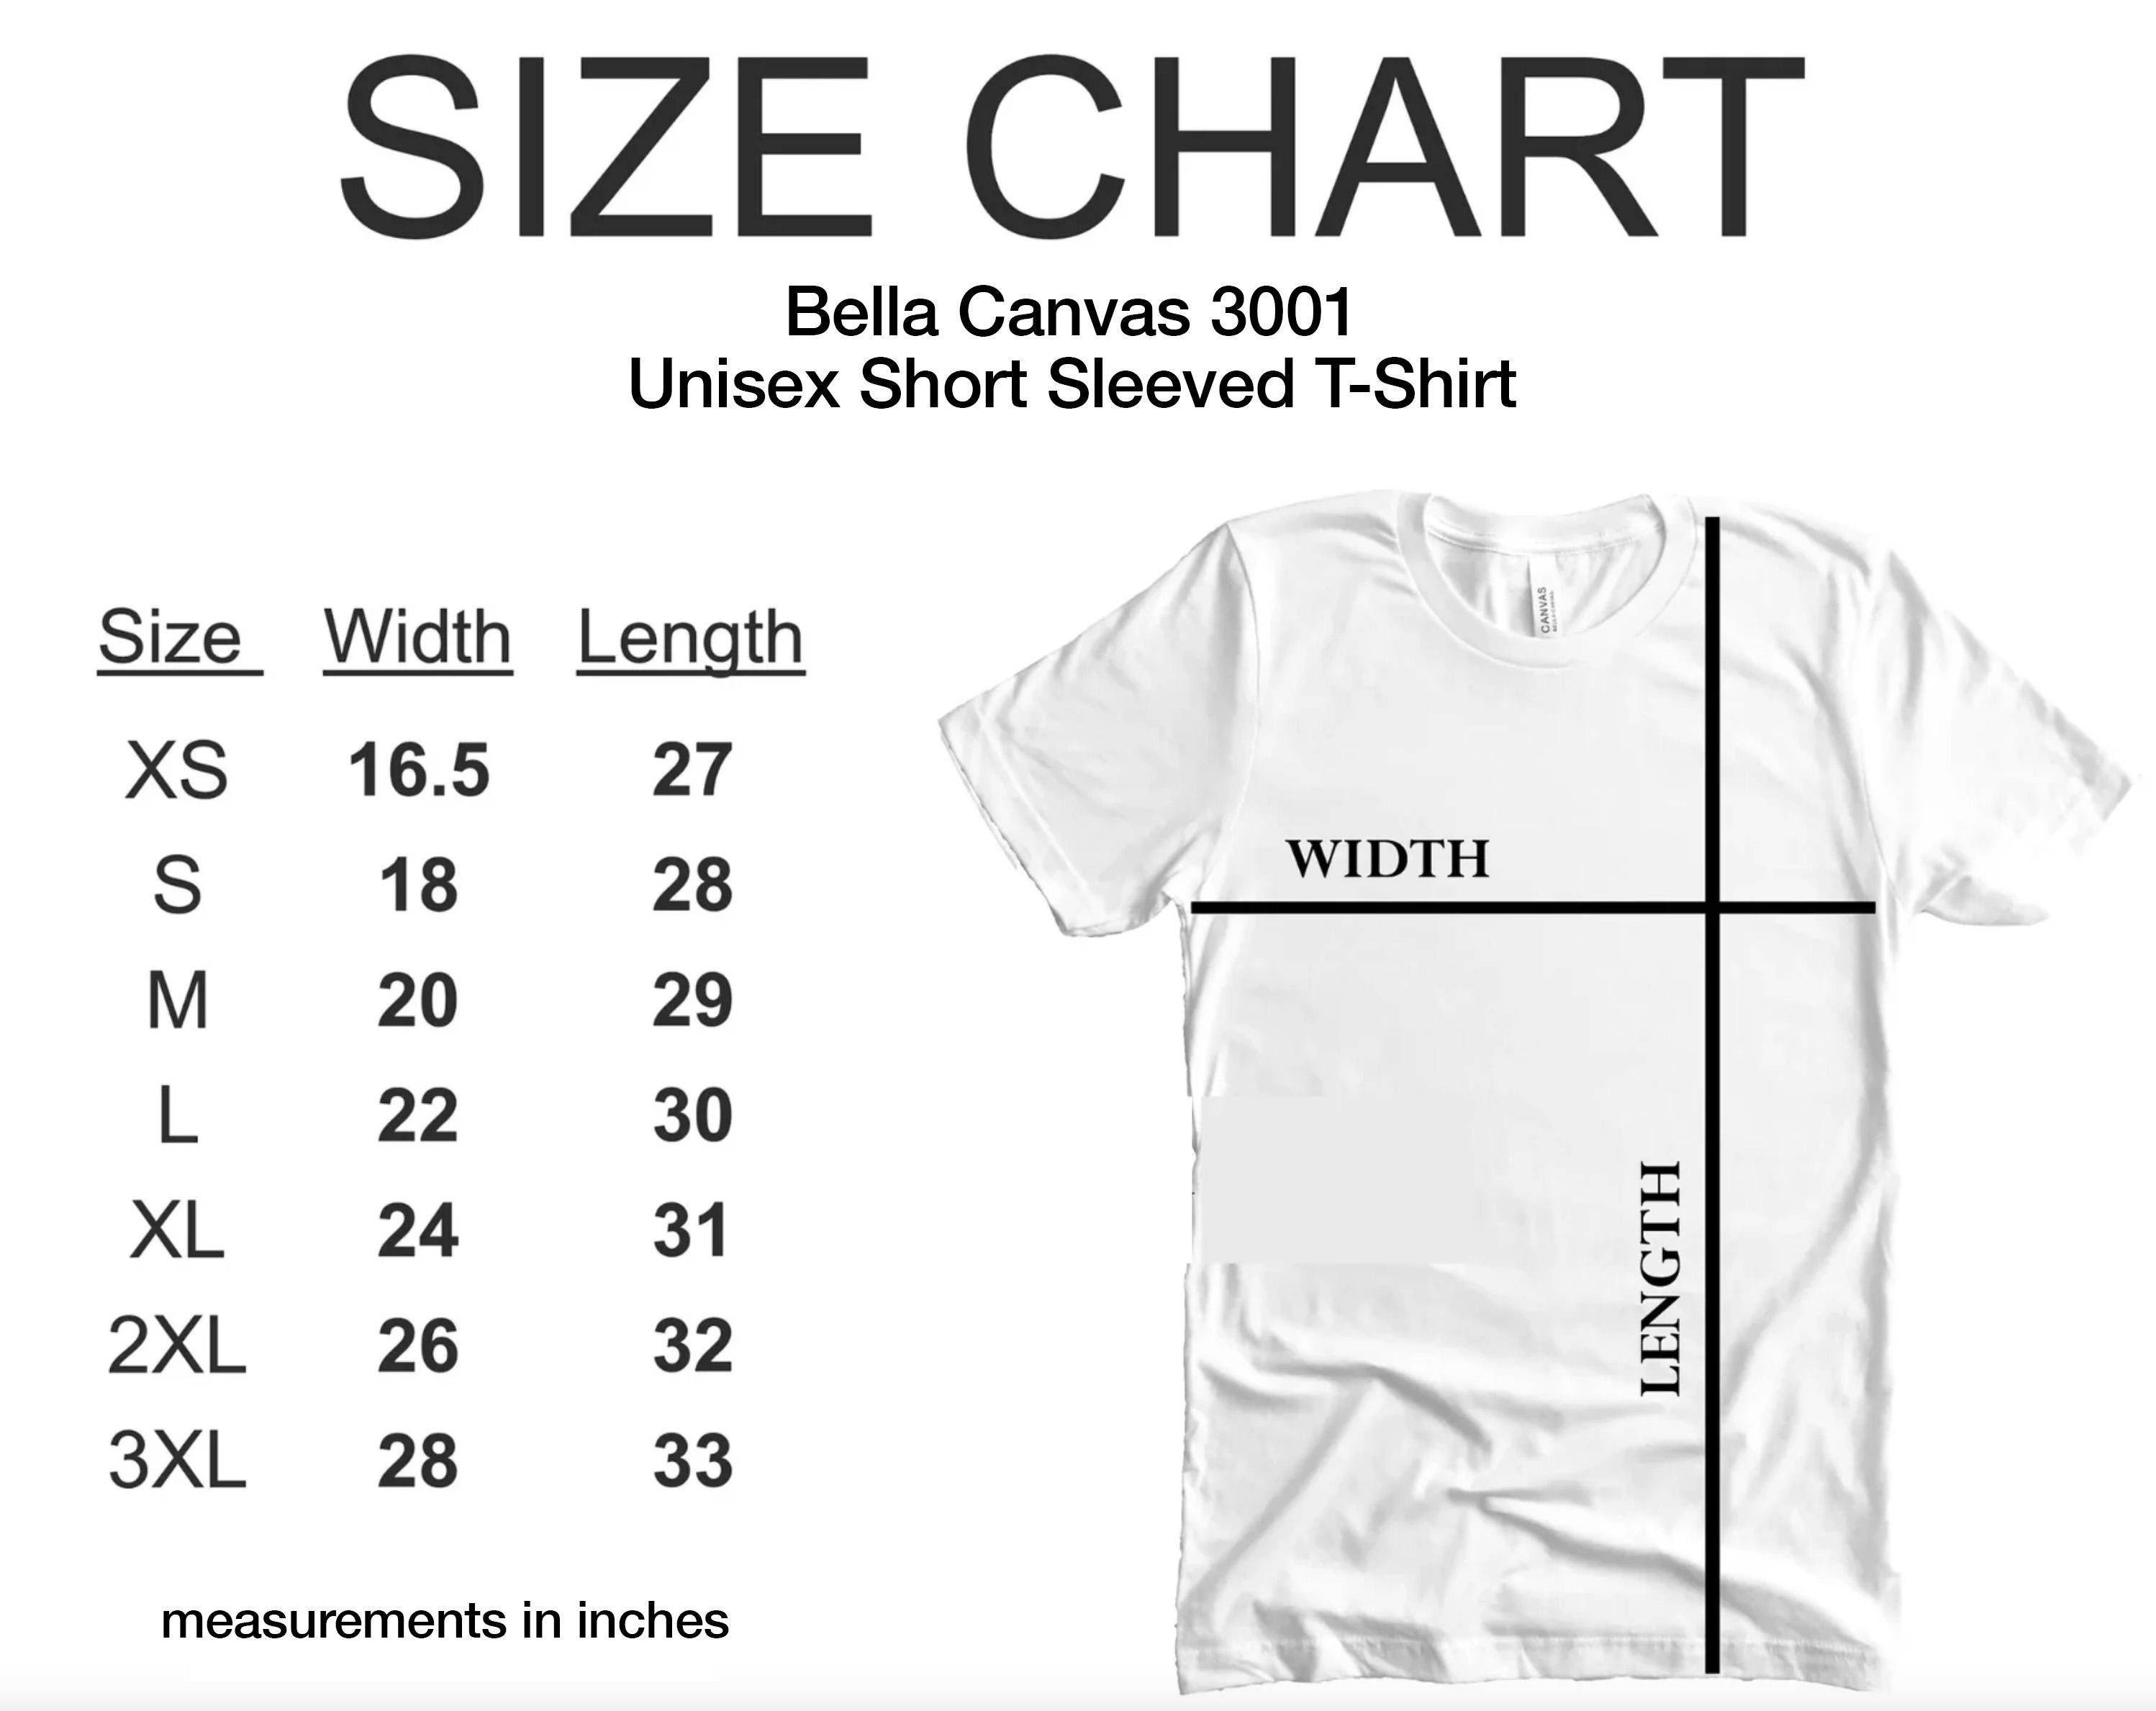 SIZE CHART
Bella Canvas 3001
Unisex Short Sleeved T-Shirt
Size Width Length
XS 16.5 27
S 18 28
M 20 29
L 22 30
XL 24 31
2XL 26 32
3XL 28 33
measurements in inches
CANVAS
WIDTH
LENGTH